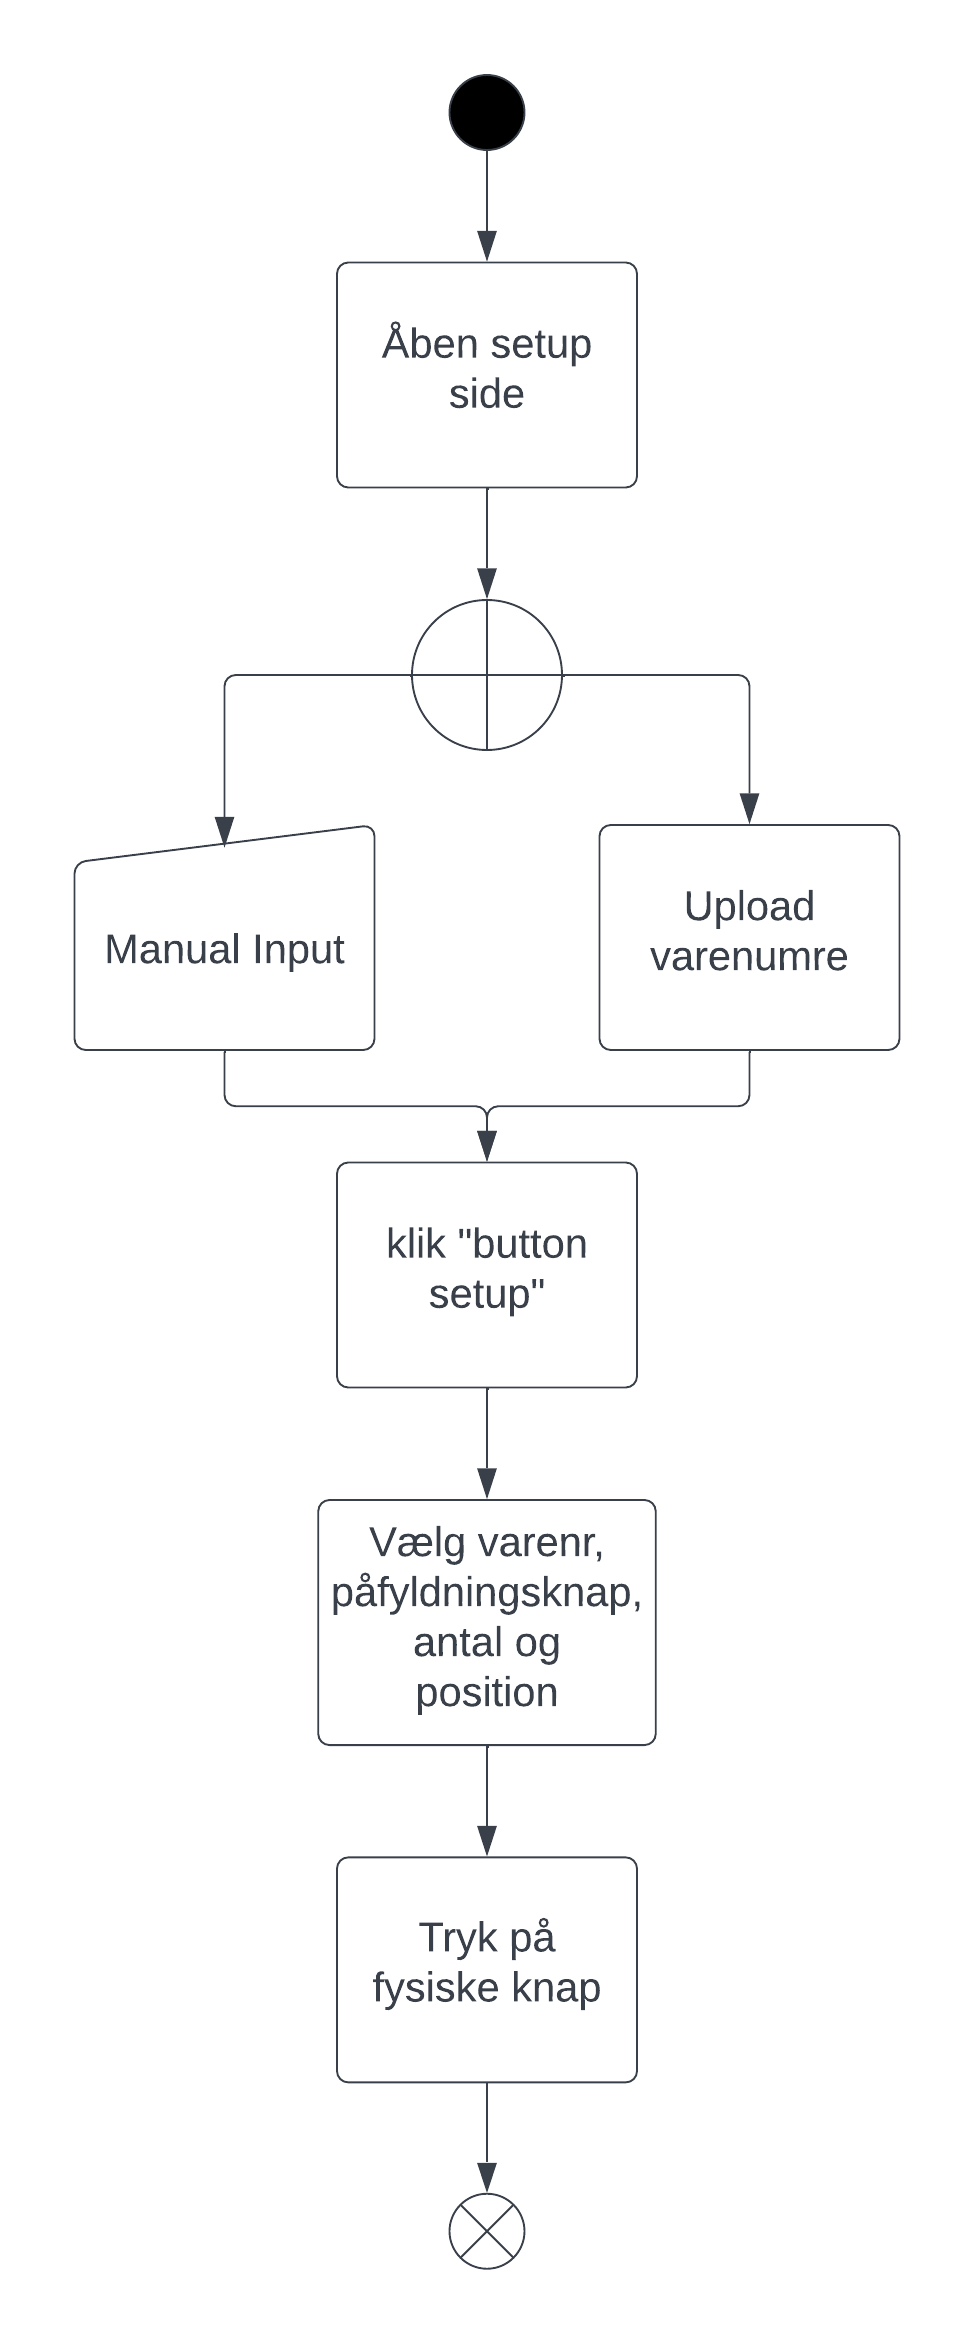 Åben setup
side
Manual Input
Upload
varenumre
klik "button
setup"
Vælg varenr,
påfyldningsknap,
antal og
position
Tryk på
fysiske knap